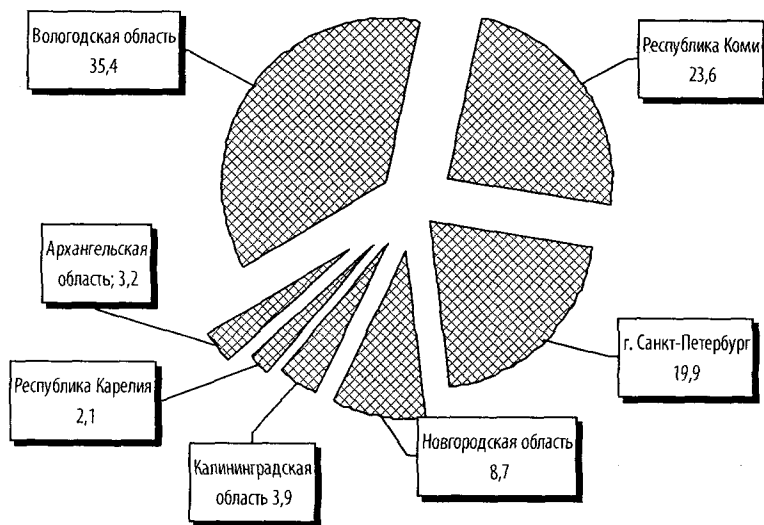 Вологодская область
35,4
Республика Коми
23,6
Архангельская
область; 3,2
г. Санкт-Петербург
19,9
Республика Карелия
2,1
Калининградская
область 3,9
Новгородская область
8,7